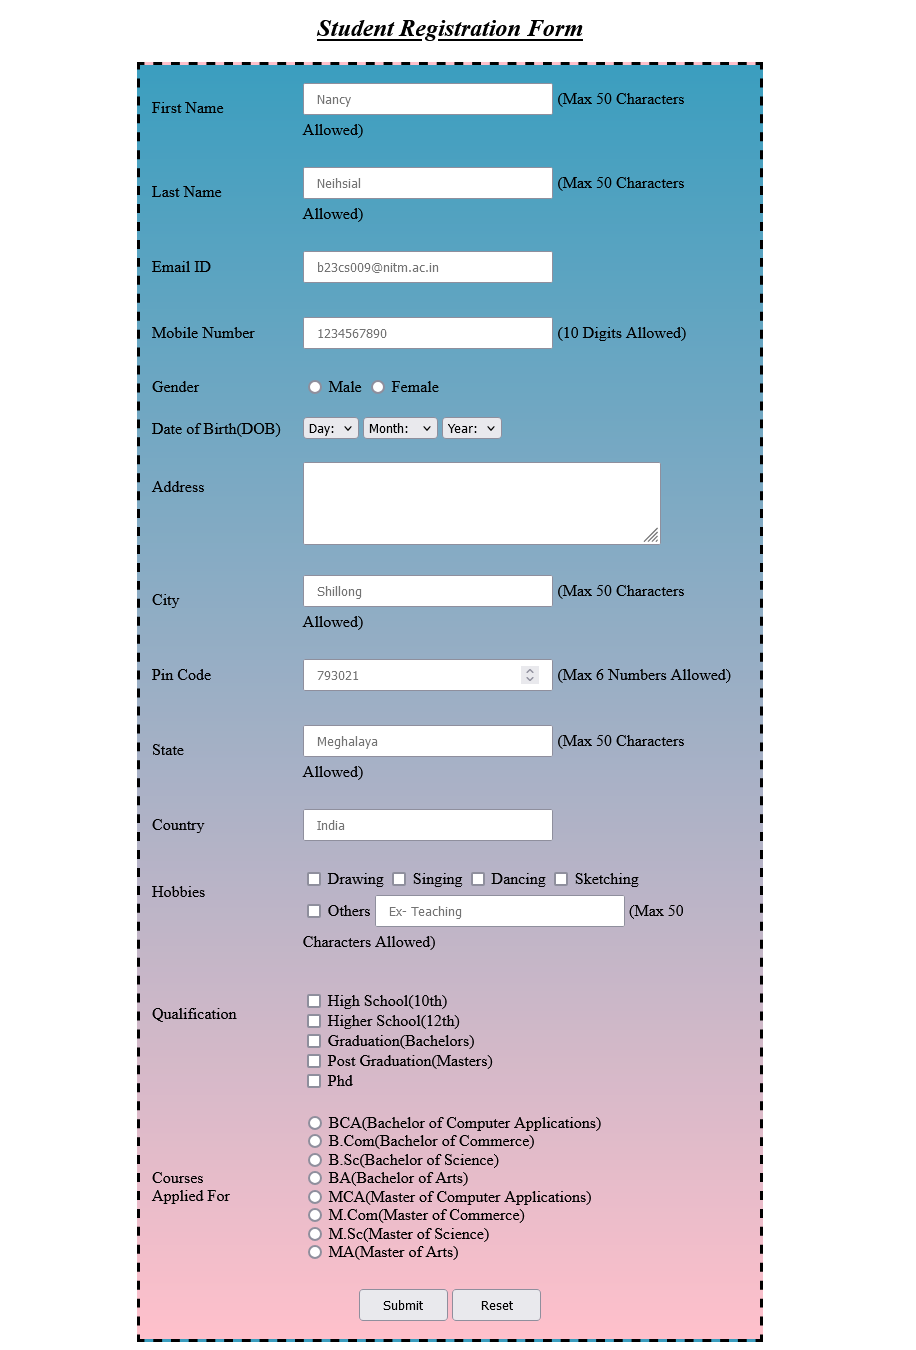 Student Registration Form
First Name Nancy (Max 50 Characters
Allowed)
Last Name Neihsial (Max 50 Characters
Allowed)
Email ID b23cs009@nitm.ac.in
Mobile Number 1234567890 (10 Digits Allowed)
Gender Male Female
Date of Birth(DOB) Day: Month: Year:
Address
City Shillong (Max 50 Characters
Allowed)
Pin Code 793021 (Max 6 Numbers Allowed)
State Meghalaya (Max 50 Characters
Allowed)
Country India
Hobbies Drawing Singing Dancing Sketching
Others Ex- Teaching (Max 50
Characters Allowed)
Qualification
High School(10th)
Higher School(12th)
Graduation(Bachelors)
Post Graduation(Masters)
Phd
Courses
Applied For
BCA(Bachelor of Computer Applications)
B.Com(Bachelor of Commerce)
B.Sc(Bachelor of Science)
BA(Bachelor of Arts)
MCA(Master of Computer Applications)
M.Com(Master of Commerce)
M.Sc(Master of Science)
MA(Master of Arts)
Submit Reset